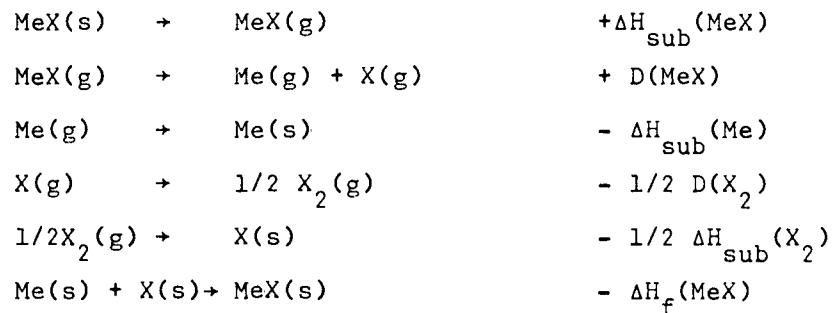 MeX(s) → MeX(g) +ΔH_sub(MeX)
MeX(g) → Me(g) + X(g) + D(MeX)
Me(g) → Me(s) - ΔH_sub(Me)
X(g) → 1/2 X_2(g) - 1/2 D(X_2)
1/2X_2(g) → X(s) - 1/2 ΔH_sub(X_2)
Me(s) + X(s)→ MeX(s) - ΔH_f(MeX)